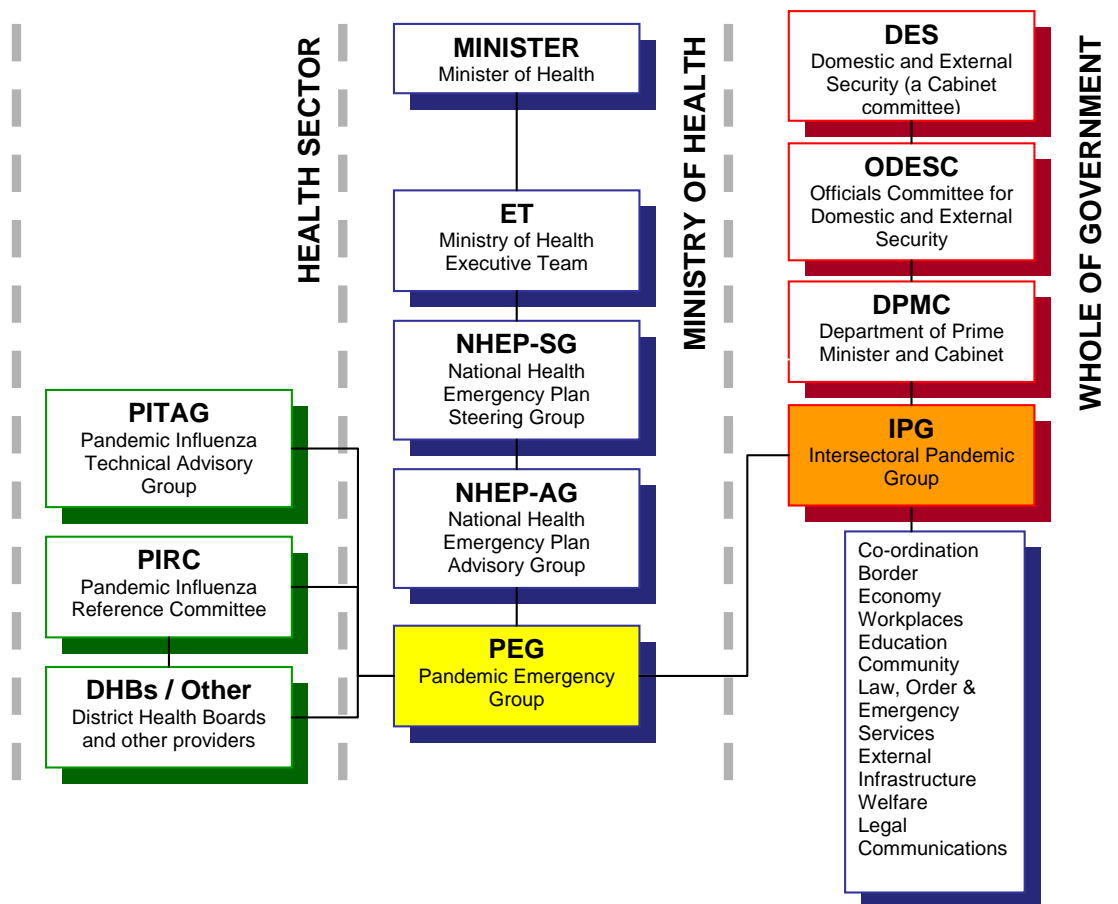 HEALTH SECTOR
PITAG
Pandemic Influenza
Technical Advisory
Group
PIRC
Pandemic Influenza
Reference Committee
DHBs / Other
District Health Boards
and other providers
MINISTRY OF HEALTH
MINISTER
Minister of Health
ET
Ministry of Health
Executive Team
NHEP-SG
National Health
Emergency Plan
Steering Group
NHEP-AG
National Health
Emergency Plan
Advisory Group
PEG
Pandemic Emergency
Group
WHOLE OF GOVERNMENT
DES
Domestic and External
Security (a Cabinet
committee)
ODESC
Officials Committee for
Domestic and External
Security
DPMC
Department of Prime
Minister and Cabinet
IPG
Intersectoral Pandemic
Group
Co-ordination
Border
Economy
Workplaces
Education
Community
Law, Order &
Emergency
Services
External
Infrastructure
Welfare
Legal
Communications